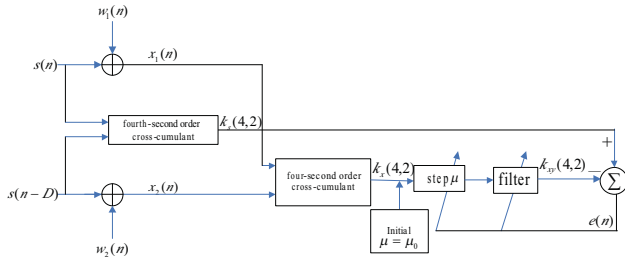 w₁(n)
s(n)
x₁(n)
fourth-second order
cross-cumulant
kₛ(4,2)
+
s(n−D)
x₂(n)
four-second order
cross-cumulant
kₓ(4,2)
step μ
filter
kₓᵧ(4,2)
−
Σ
e(n)
w₂(n)
Initial
μ = μ₀